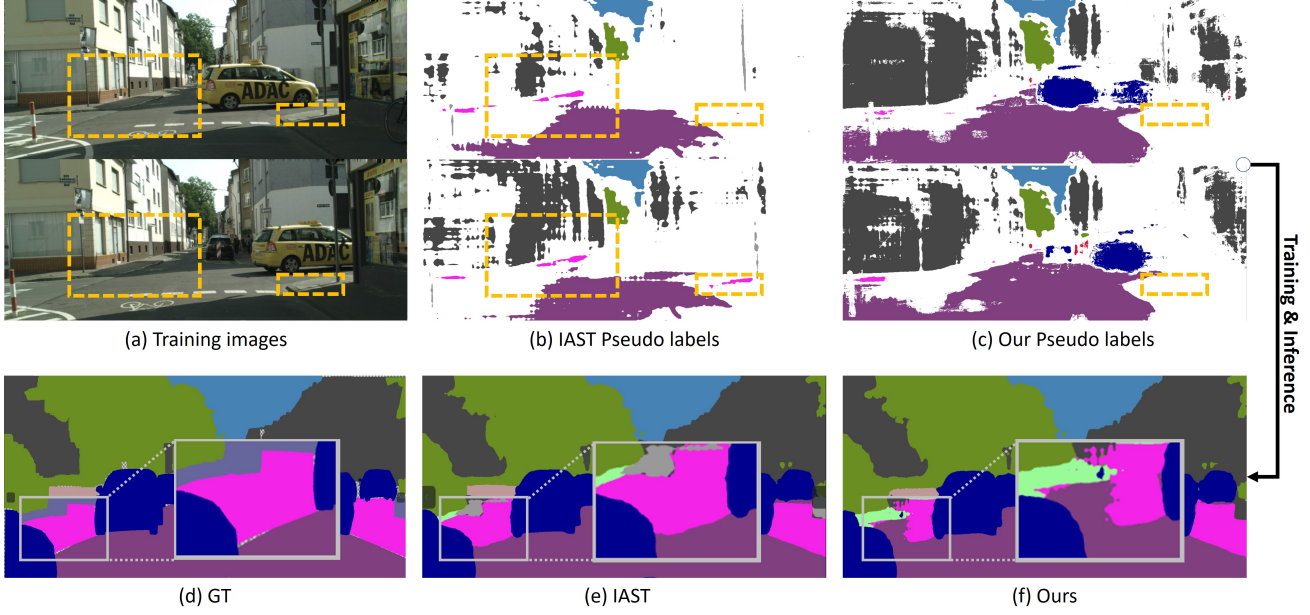 ADAC
ADAC
(a) Training images
(b) IAST Pseudo labels
(c) Our Pseudo labels
Training & Inference
(d) GT
(e) IAST
(f) Ours